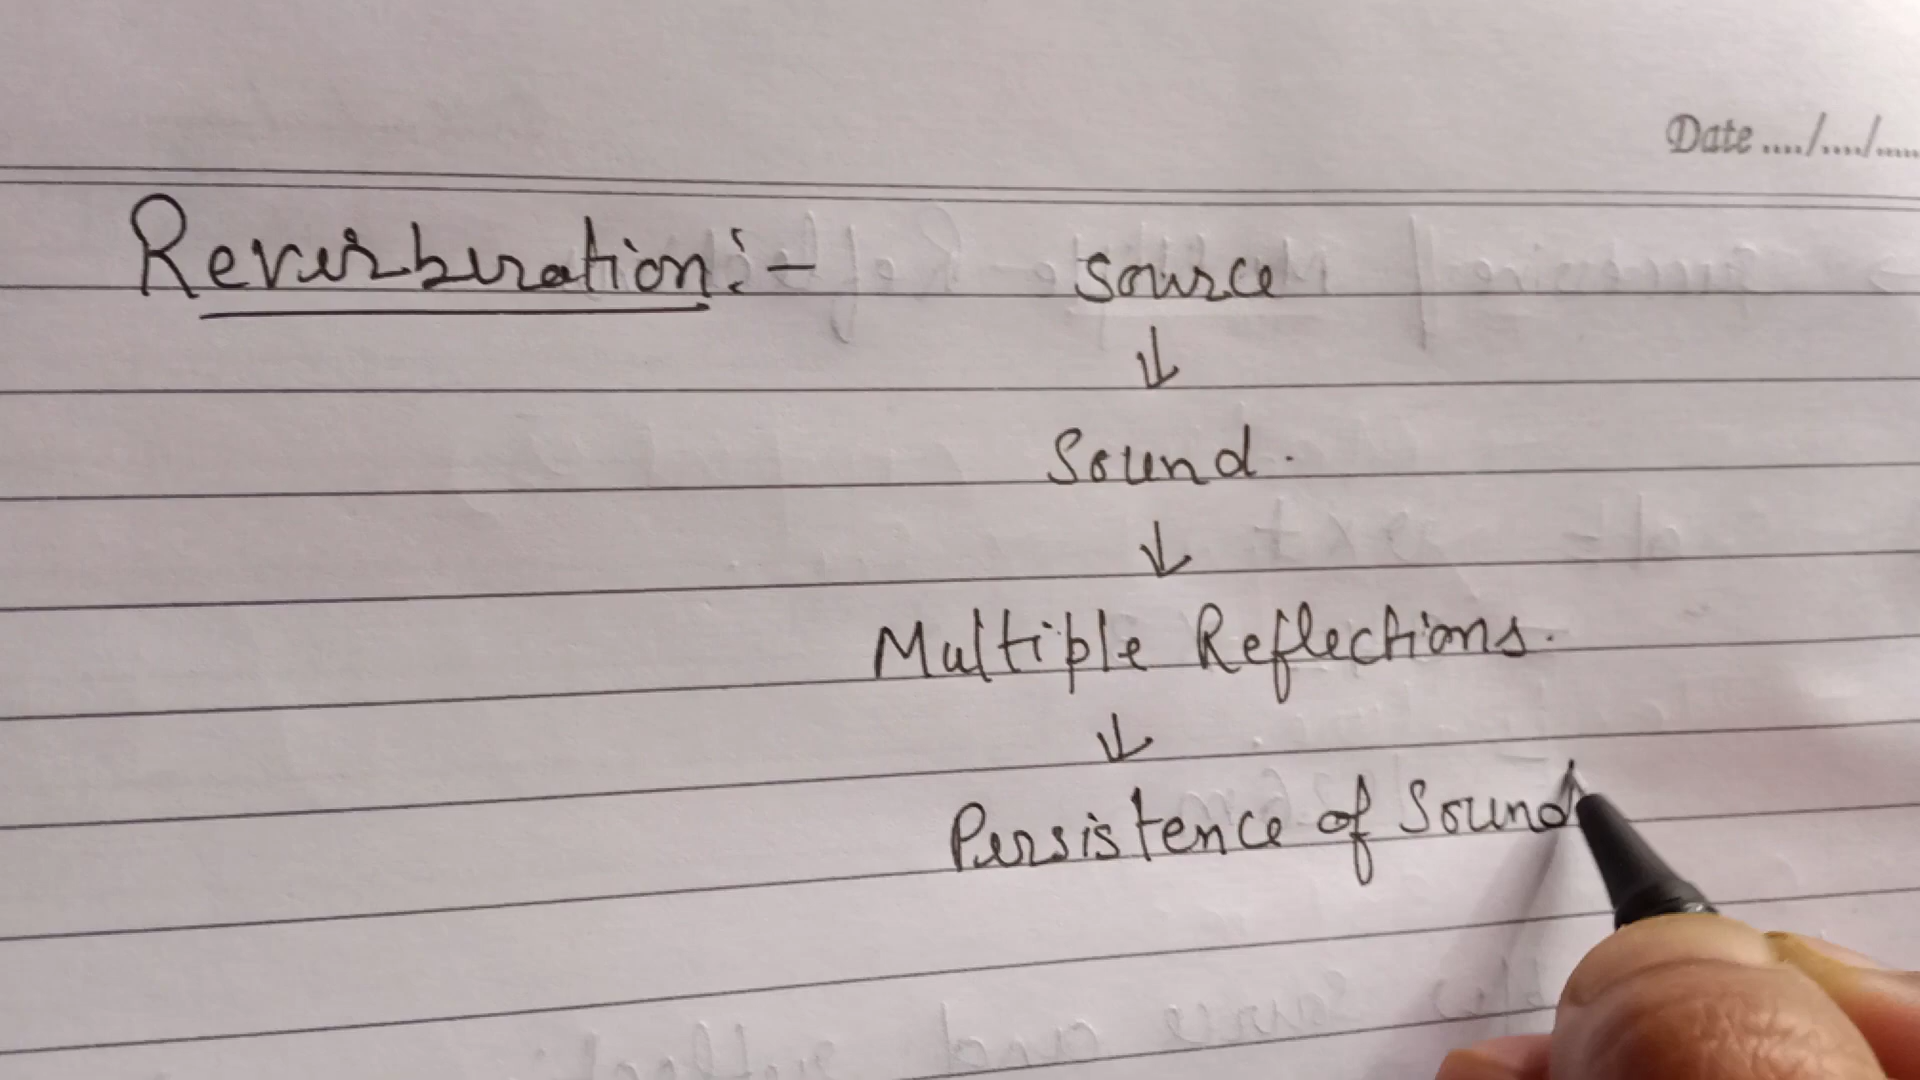 Date ..../..../.....
Reverberation:- Source
↓
Sound.
↓
Multiple Reflections.
↓
Persistence of Sound